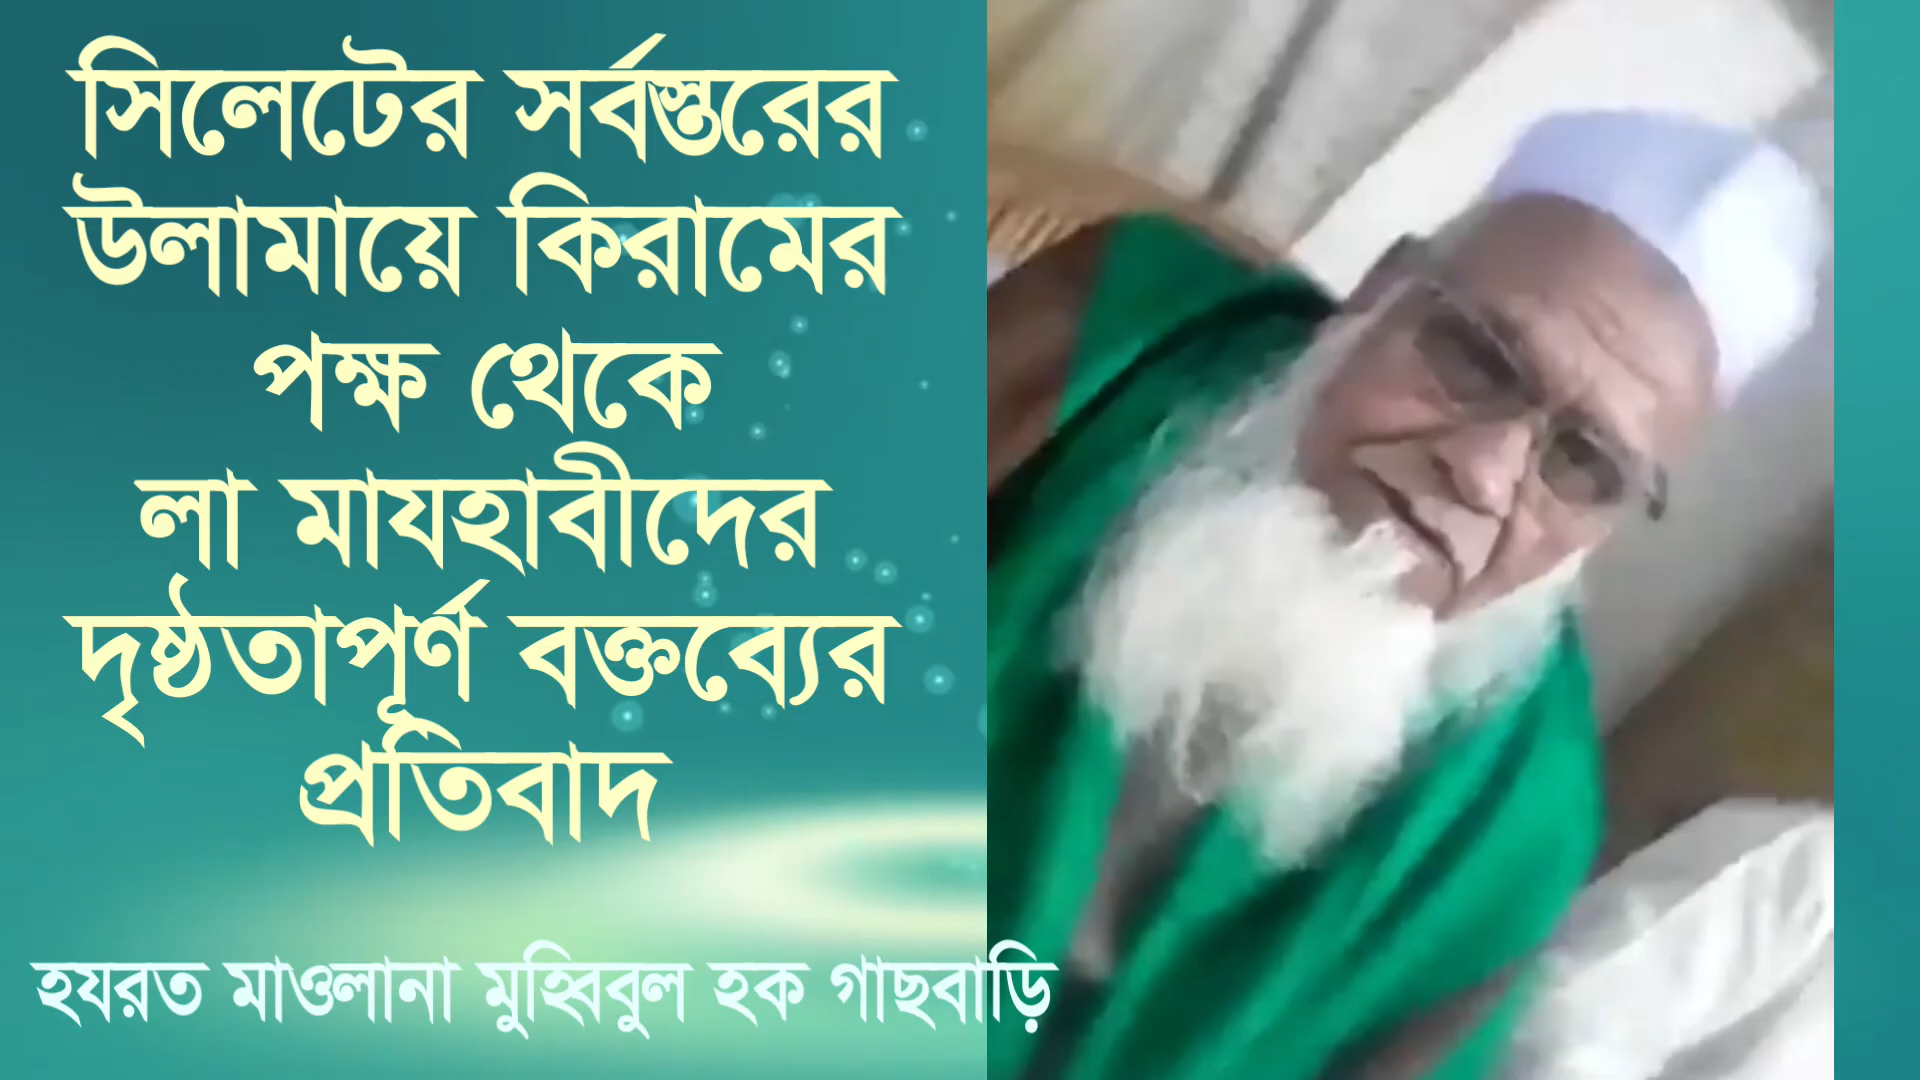 সিলেটের সর্বস্তরের
উলামায়ে কিরামের
পক্ষ থেকে
লা মাযহাবীদের
দৃষ্ঠতাপূর্ণ বক্তব্যের
প্রতিবাদ
হযরত মাওলানা মুহিব্বুল হক গাছবাড়ি